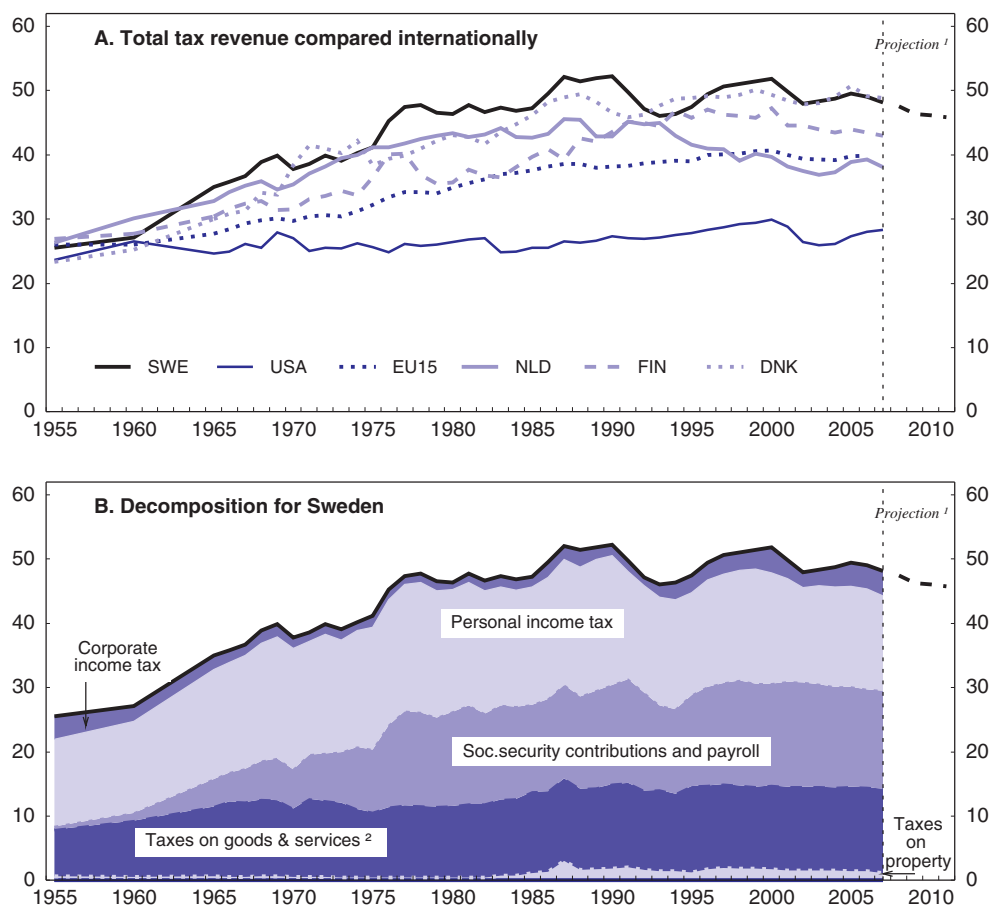 A. Total tax revenue compared internationally
Projection ¹
60 60
50 50
40 40
30 30
20 20
10 10
0 0
SWE USA EU15 NLD FIN DNK
1955 1960 1965 1970 1975 1980 1985 1990 1995 2000 2005 2010
B. Decomposition for Sweden
Projection ¹
60 60
50 50
40 40
30 30
20 20
10 10
0 0
Personal income tax
Corporate
income tax
Soc.security contributions and payroll
Taxes on goods & services ²
Taxes
on
property
1955 1960 1965 1970 1975 1980 1985 1990 1995 2000 2005 2010